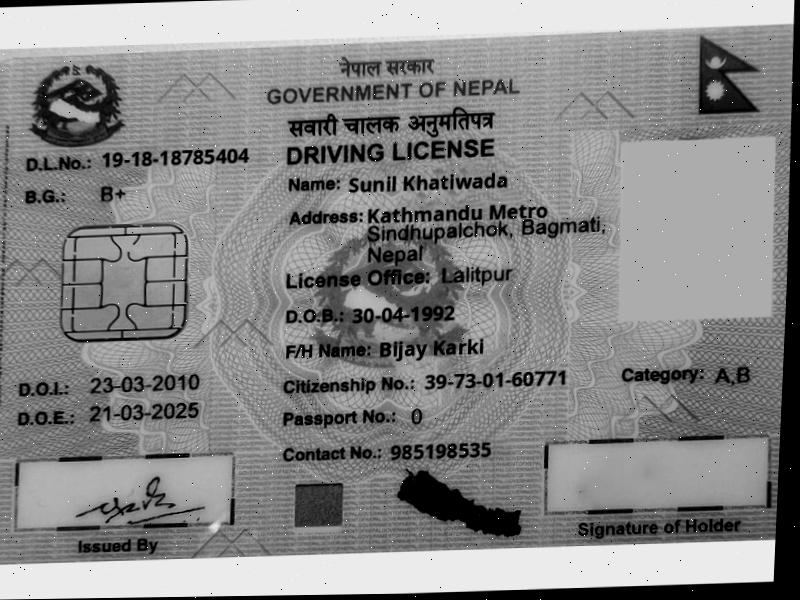 नेपाल सरकार
GOVERNMENT OF NEPAL
सवारी चालक अनुमतिपत्र
DRIVING LICENSE
D.L.No.: 19-18-18785404
B.G.: B+
Name: Sunil Khatiwada
Address: Kathmandu Metro
Sindhupalchok, Bagmati,
Nepal
License Office: Lalitpur
D.O.B.: 30-04-1992
F/H Name: Bijay Karki
D.O.I.: 23-03-2010
Citizenship No.: 39-73-01-60771
Category: A,B
D.O.E.: 21-03-2025
Passport No.: 0
Contact No.: 985198535
Issued By
Signature of Holder